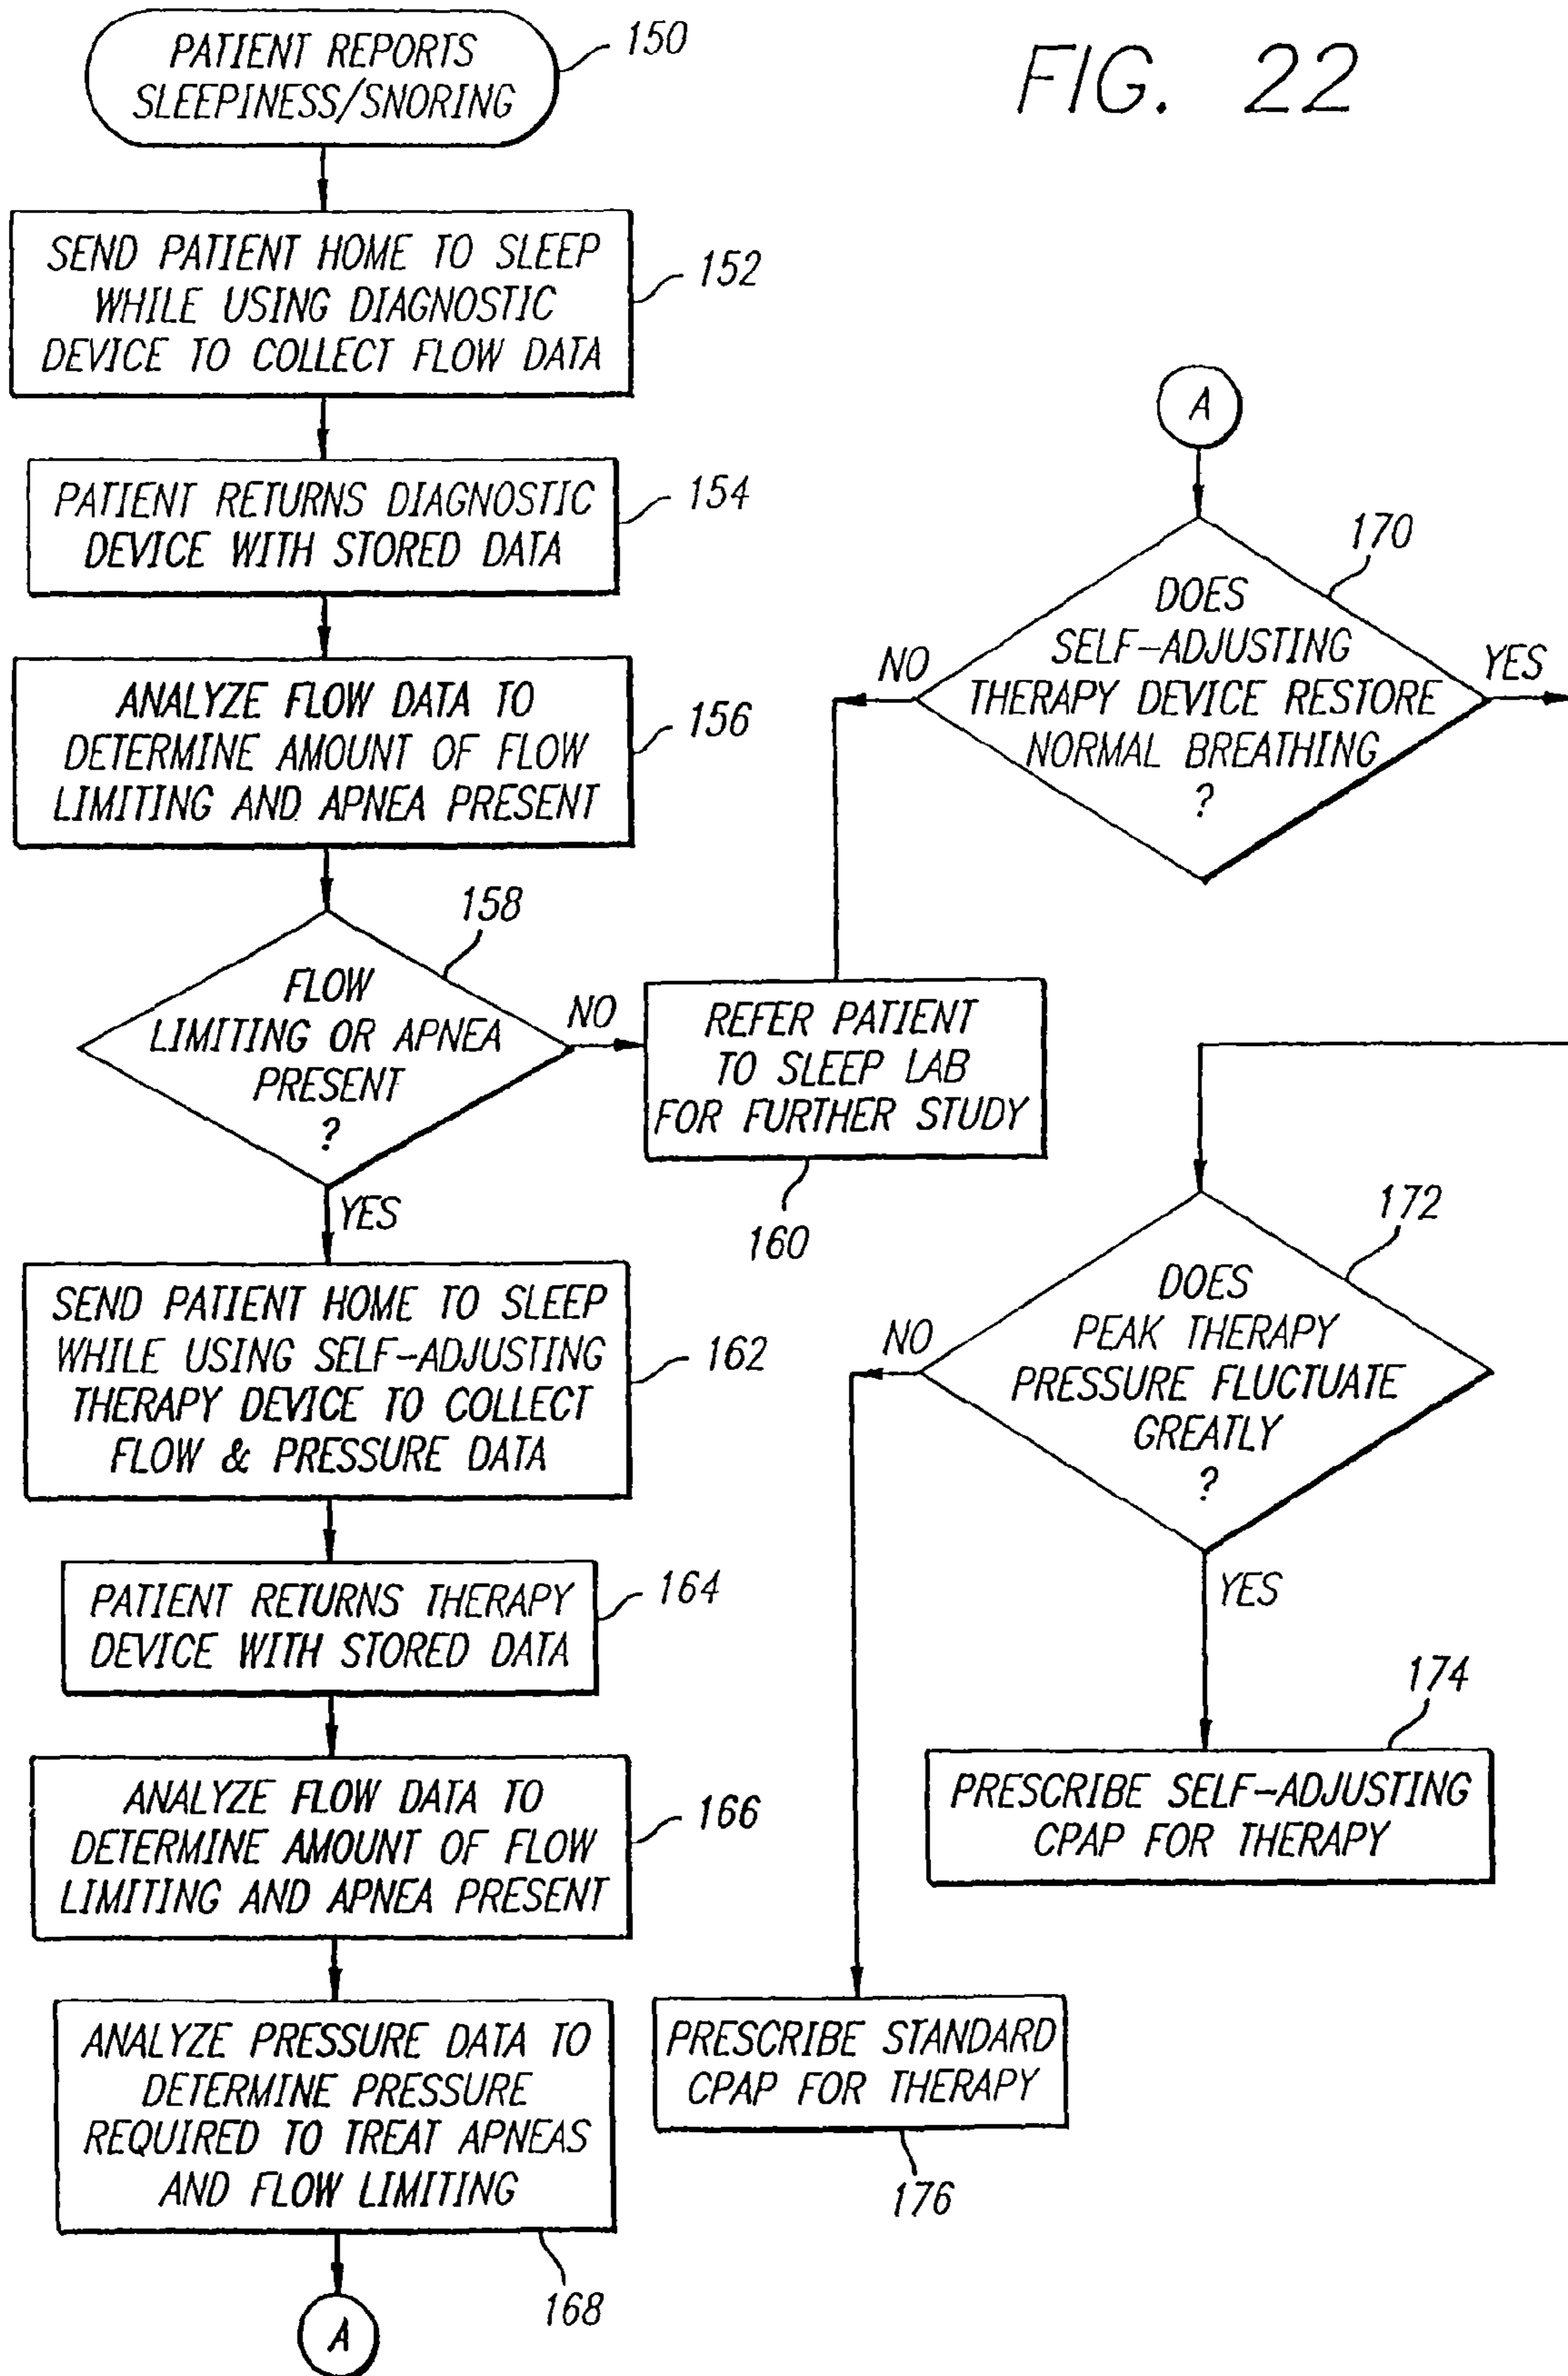 FIG. 22
PATIENT REPORTS
SLEEPINESS/SNORING
150
SEND PATIENT HOME TO SLEEP
WHILE USING DIAGNOSTIC
DEVICE TO COLLECT FLOW DATA
152
PATIENT RETURNS DIAGNOSTIC
DEVICE WITH STORED DATA
154
ANALYZE FLOW DATA TO
DETERMINE AMOUNT OF FLOW
LIMITING AND APNEA PRESENT
156
FLOW
LIMITING OR APNEA
PRESENT
?
158
NO
REFER PATIENT
TO SLEEP LAB
FOR FURTHER STUDY
160
YES
SEND PATIENT HOME TO SLEEP
WHILE USING SELF-ADJUSTING
THERAPY DEVICE TO COLLECT
FLOW & PRESSURE DATA
162
PATIENT RETURNS THERAPY
DEVICE WITH STORED DATA
164
ANALYZE FLOW DATA TO
DETERMINE AMOUNT OF FLOW
LIMITING AND APNEA PRESENT
166
ANALYZE PRESSURE DATA TO
DETERMINE PRESSURE
REQUIRED TO TREAT APNEAS
AND FLOW LIMITING
168
A
A
170
DOES
SELF-ADJUSTING
THERAPY DEVICE RESTORE
NORMAL BREATHING
?
NO
YES
172
DOES
PEAK THERAPY
PRESSURE FLUCTUATE
GREATLY
?
NO
YES
174
PRESCRIBE SELF-ADJUSTING
CPAP FOR THERAPY
PRESCRIBE STANDARD
CPAP FOR THERAPY
176